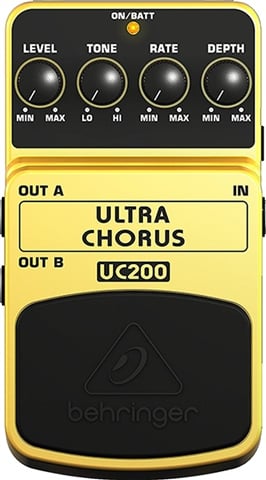 ON/BATT
LEVEL TONE RATE DEPTH
MIN MAX LO HI MIN MAX MIN MAX
OUT A IN
ULTRA
CHORUS
OUT B
UC200
behringer